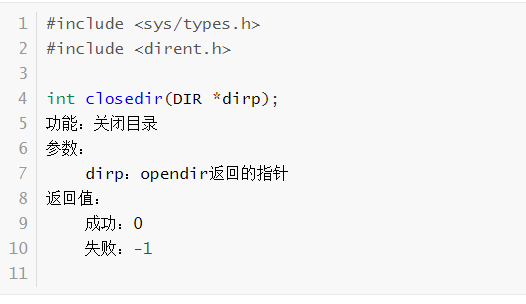 1 #include <sys/types.h>
2 #include <dirent.h>
3
4 int closedir(DIR *dirp);
5 功能：关闭目录
6 参数：
7     dirp：opendir返回的指针
8 返回值：
9     成功：0
10     失败：-1
11